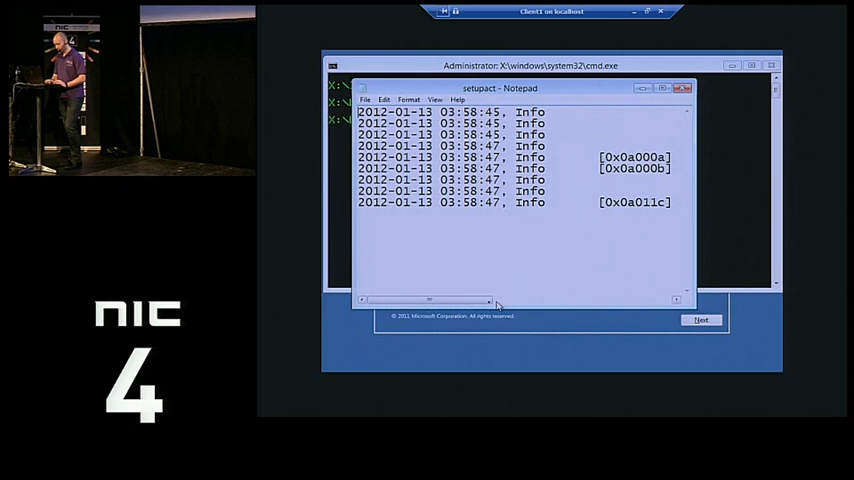 nic
4
Client1 on localhost
Administrator: X:\windows\system32\cmd.exe
X:\
X:\
X:\
setupact - Notepad
File Edit Format View Help
2012-01-13 03:58:45, Info
2012-01-13 03:58:45, Info
2012-01-13 03:58:45, Info
2012-01-13 03:58:47, Info
2012-01-13 03:58:47, Info [0x0a000a]
2012-01-13 03:58:47, Info [0x0a000b]
2012-01-13 03:58:47, Info
2012-01-13 03:58:47, Info
2012-01-13 03:58:47, Info [0x0a011c]
© 2011 Microsoft Corporation. All rights reserved.
Next
nic
4